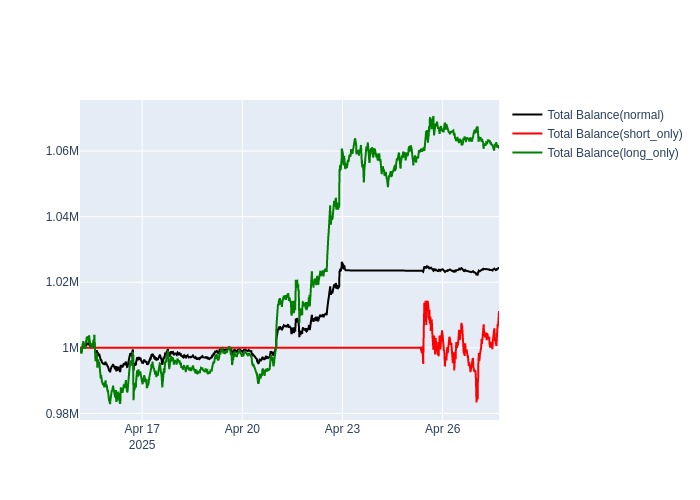 Total Balance(normal)
Total Balance(short_only)
Total Balance(long_only)
1.06M
1.04M
1.02M
1M
0.98M
Apr 17
2025
Apr 20
Apr 23
Apr 26